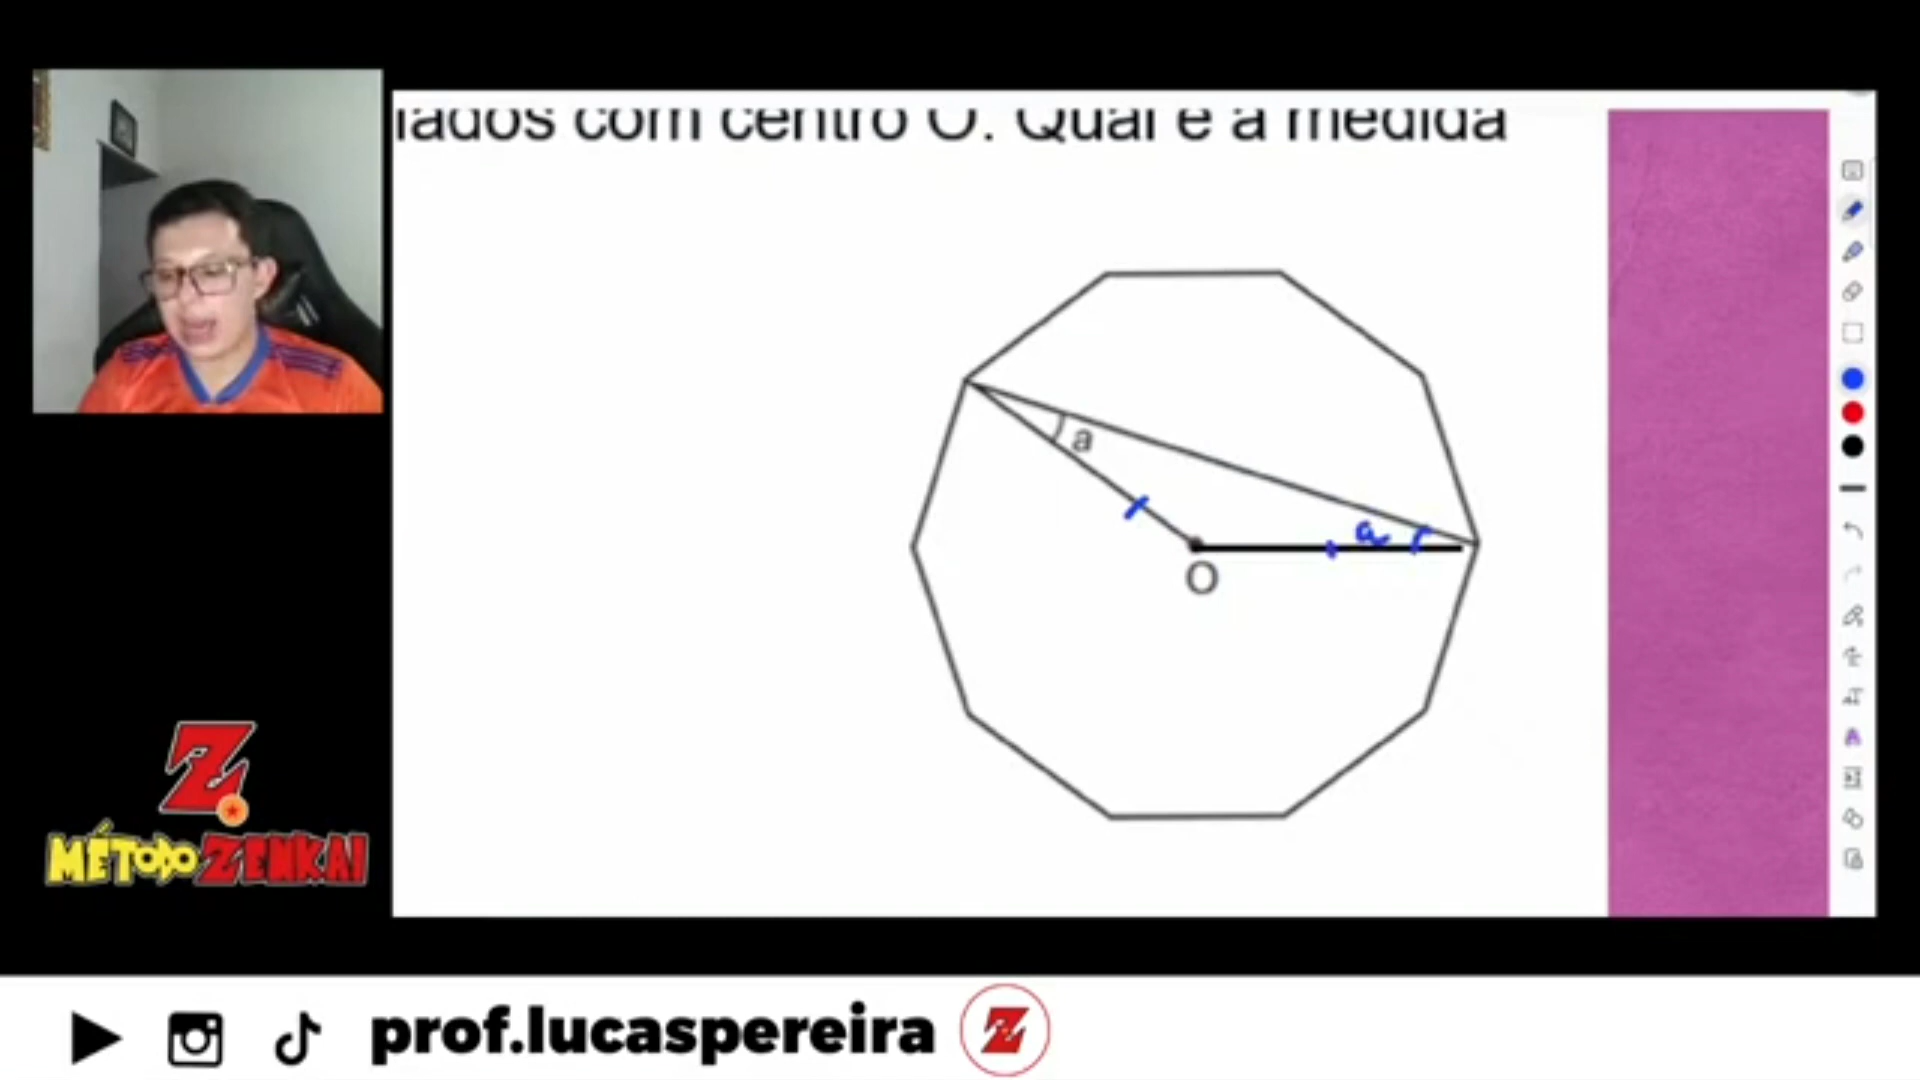 lados com centro O. Qual é a medida
a
a
O
Z
MÉTODO ZENKAI
prof.lucaspereira
Z